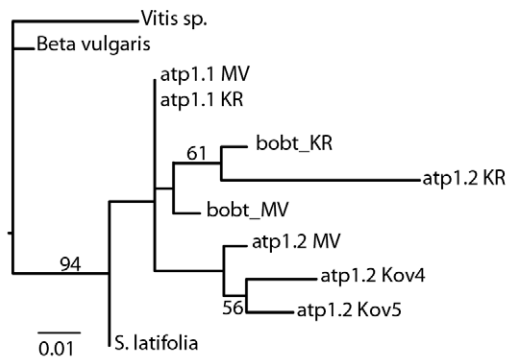 Vitis sp.
Beta vulgaris
atp1.1 MV
atp1.1 KR
61
bobt_KR
atp1.2 KR
bobt_MV
atp1.2 MV
94
atp1.2 Kov4
56
atp1.2 Kov5
S. latifolia
0.01